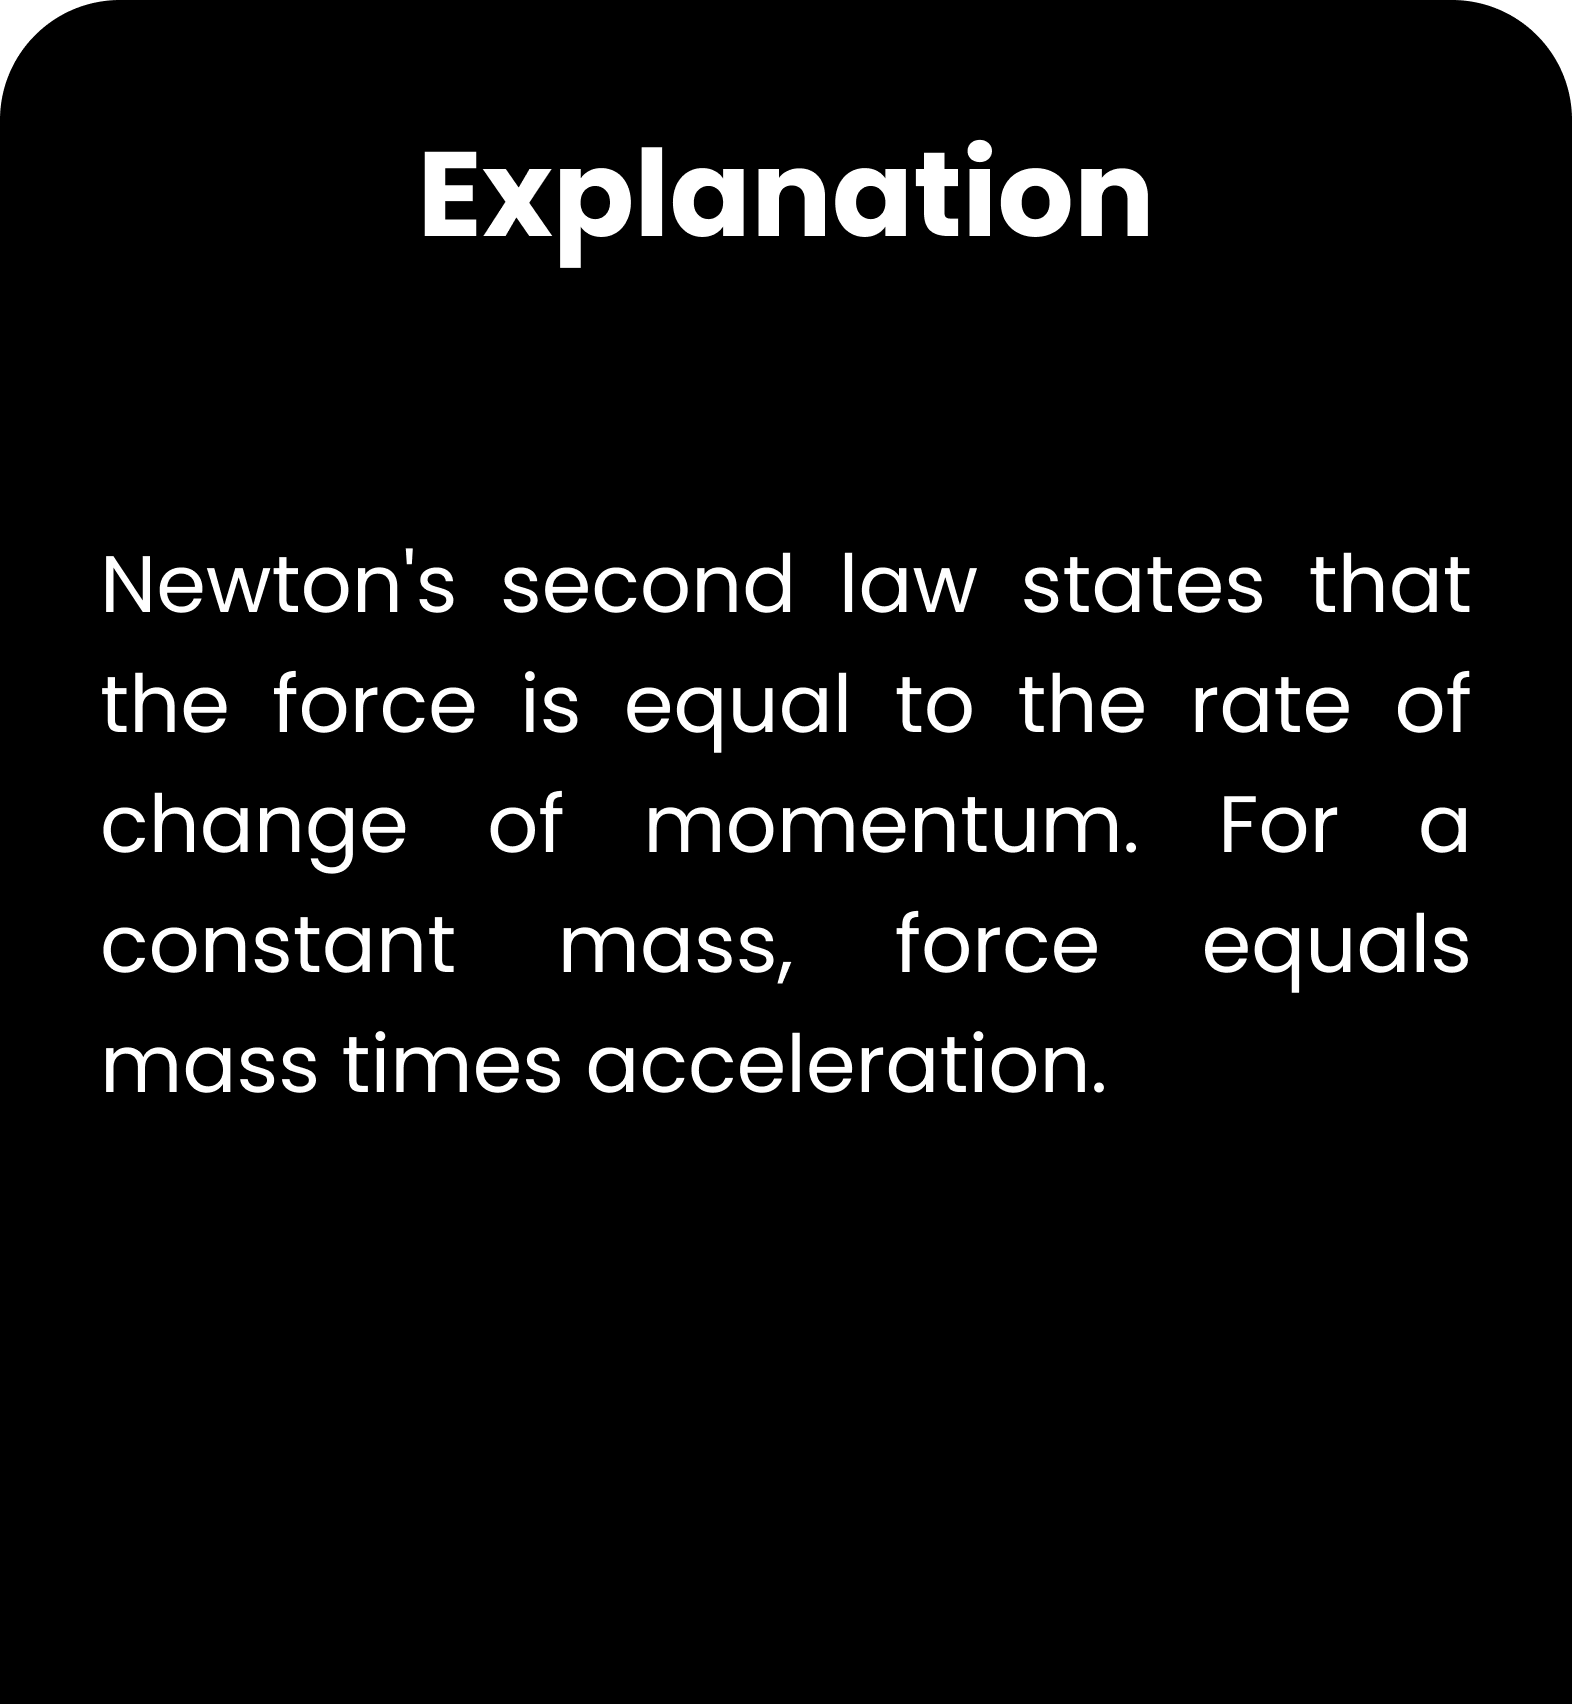 Explanation
Newton's second law states that
the force is equal to the rate of
change of momentum. For a
constant mass, force equals
mass times acceleration.